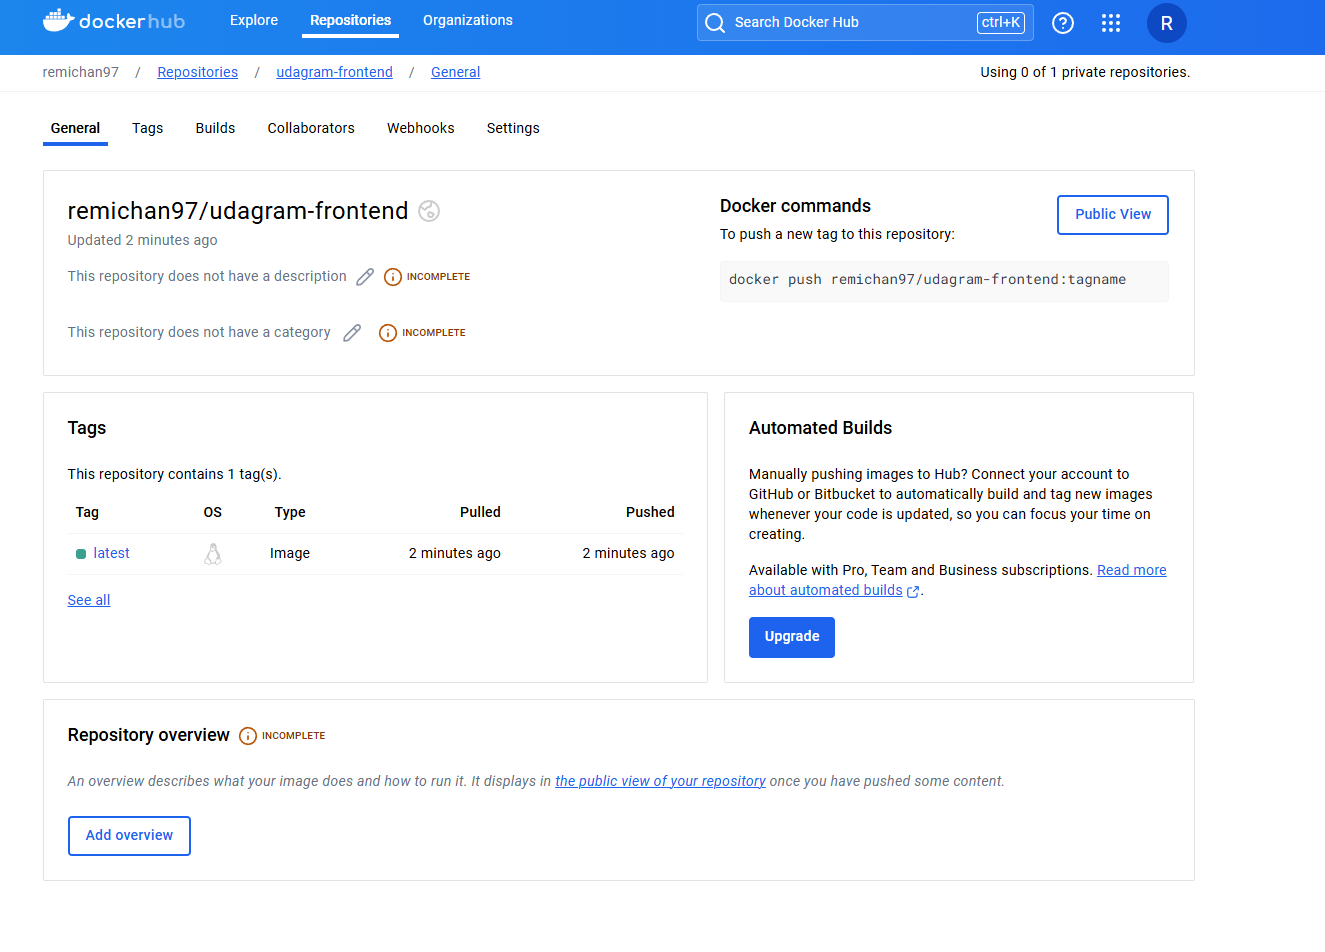 dockerhub Explore Repositories Organizations Search Docker Hub ctrl+K ? R
remichan97 / Repositories / udagram-frontend / General Using 0 of 1 private repositories.
General Tags Builds Collaborators Webhooks Settings
remichan97/udagram-frontend
Updated 2 minutes ago
This repository does not have a description INCOMPLETE
This repository does not have a category INCOMPLETE
Docker commands
Public View
To push a new tag to this repository:
docker push remichan97/udagram-frontend:tagname
Tags
This repository contains 1 tag(s).
Tag OS Type Pulled Pushed
latest Image 2 minutes ago 2 minutes ago
See all
Automated Builds
Manually pushing images to Hub? Connect your account to
GitHub or Bitbucket to automatically build and tag new images
whenever your code is updated, so you can focus your time on
creating.
Available with Pro, Team and Business subscriptions. Read more
about automated builds .
Upgrade
Repository overview INCOMPLETE
An overview describes what your image does and how to run it. It displays in the public view of your repository once you have pushed some content.
Add overview